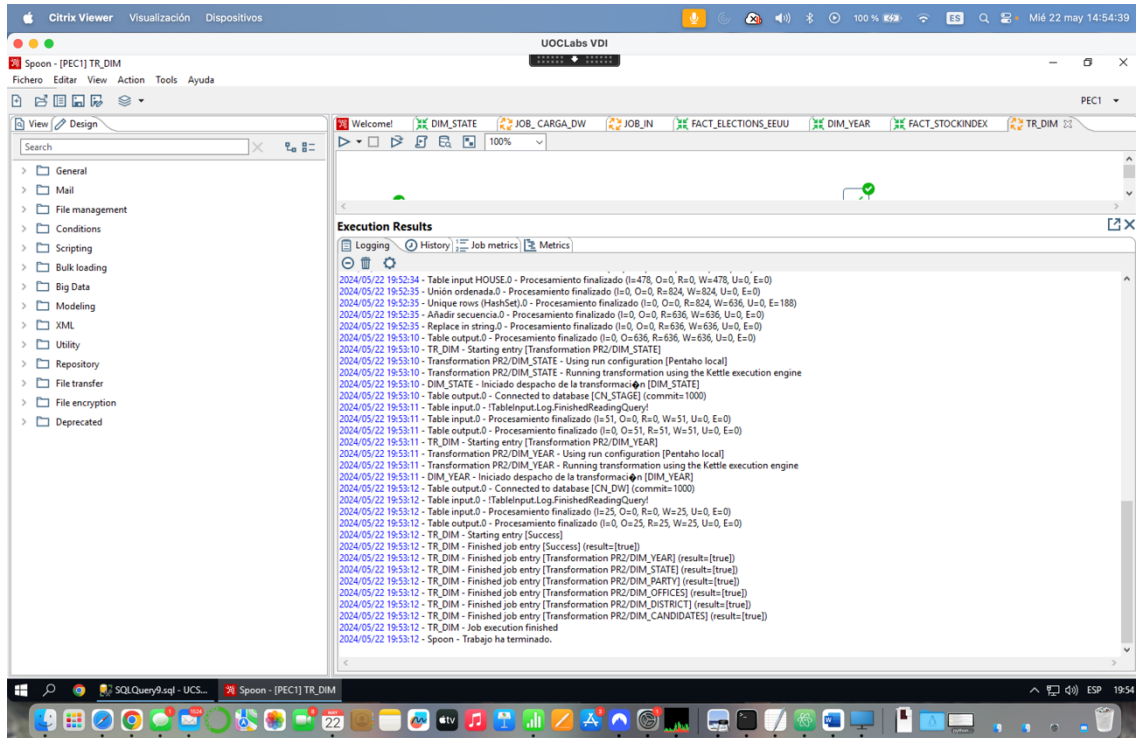 Citrix Viewer Visualización Dispositivos 100 % ES Mié 22 may 14:54:39
UOCLabs VDI
Spoon - [PEC1] TR_DIM
Fichero Editar View Action Tools Ayuda
PEC1
View Design
Welcome! DIM_STATE JOB_ CARGA_DW JOB_IN FACT_ELECTIONS_EEUU DIM_YEAR FACT_STOCKINDEX TR_DIM
Search
100%
General
Mail
File management
Conditions
Scripting
Bulk loading
Big Data
Modeling
XML
Utility
Repository
File transfer
File encryption
Deprecated
Execution Results
Logging History Job metrics Metrics
2024/05/22 19:52:34 - Table input HOUSE.0 - Procesamiento finalizado (I=478, O=0, R=0, W=478, U=0, E=0)
2024/05/22 19:52:35 - Unión ordenada.0 - Procesamiento finalizado (I=0, O=0, R=824, W=824, U=0, E=0)
2024/05/22 19:52:35 - Unique rows (HashSet).0 - Procesamiento finalizado (I=0, O=0, R=824, W=636, U=0, E=188)
2024/05/22 19:52:35 - Añadir secuencia.0 - Procesamiento finalizado (I=0, O=0, R=636, W=636, U=0, E=0)
2024/05/22 19:52:35 - Replace in string.0 - Procesamiento finalizado (I=0, O=0, R=636, W=636, U=0, E=0)
2024/05/22 19:53:10 - Table output.0 - Procesamiento finalizado (I=0, O=636, R=636, W=636, U=0, E=0)
2024/05/22 19:53:10 - TR_DIM - Starting entry [Transformation PR2/DIM_STATE]
2024/05/22 19:53:10 - Transformation PR2/DIM_STATE - Using run configuration [Pentaho local]
2024/05/22 19:53:10 - Transformation PR2/DIM_STATE - Running transformation using the Kettle execution engine
2024/05/22 19:53:10 - DIM_STATE - Iniciado despacho de la transformaci�n [DIM_STATE]
2024/05/22 19:53:10 - Table output.0 - Connected to database [CN_STAGE] (commit=1000)
2024/05/22 19:53:11 - Table input.0 - !TableInput.Log.FinishedReadingQuery!
2024/05/22 19:53:11 - Table input.0 - Procesamiento finalizado (I=51, O=0, R=0, W=51, U=0, E=0)
2024/05/22 19:53:11 - Table output.0 - Procesamiento finalizado (I=0, O=51, R=51, W=51, U=0, E=0)
2024/05/22 19:53:11 - TR_DIM - Starting entry [Transformation PR2/DIM_YEAR]
2024/05/22 19:53:11 - Transformation PR2/DIM_YEAR - Using run configuration [Pentaho local]
2024/05/22 19:53:11 - Transformation PR2/DIM_YEAR - Running transformation using the Kettle execution engine
2024/05/22 19:53:11 - DIM_YEAR - Iniciado despacho de la transformaci�n [DIM_YEAR]
2024/05/22 19:53:12 - Table output.0 - Connected to database [CN_DW] (commit=1000)
2024/05/22 19:53:12 - Table input.0 - !TableInput.Log.FinishedReadingQuery!
2024/05/22 19:53:12 - Table input.0 - Procesamiento finalizado (I=25, O=0, R=0, W=25, U=0, E=0)
2024/05/22 19:53:12 - Table output.0 - Procesamiento finalizado (I=0, O=25, R=25, W=25, U=0, E=0)
2024/05/22 19:53:12 - TR_DIM - Starting entry [Success]
2024/05/22 19:53:12 - TR_DIM - Finished job entry [Success] (result=[true])
2024/05/22 19:53:12 - TR_DIM - Finished job entry [Transformation PR2/DIM_YEAR] (result=[true])
2024/05/22 19:53:12 - TR_DIM - Finished job entry [Transformation PR2/DIM_STATE] (result=[true])
2024/05/22 19:53:12 - TR_DIM - Finished job entry [Transformation PR2/DIM_PARTY] (result=[true])
2024/05/22 19:53:12 - TR_DIM - Finished job entry [Transformation PR2/DIM_OFFICES] (result=[true])
2024/05/22 19:53:12 - TR_DIM - Finished job entry [Transformation PR2/DIM_DISTRICT] (result=[true])
2024/05/22 19:53:12 - TR_DIM - Finished job entry [Transformation PR2/DIM_CANDIDATES] (result=[true])
2024/05/22 19:53:12 - TR_DIM - Job execution finished
2024/05/22 19:53:12 - Spoon - Trabajo ha terminado.
SQLQuery9.sql - UCS... Spoon - [PEC1] TR_DIM ESP 19:54
22 tv